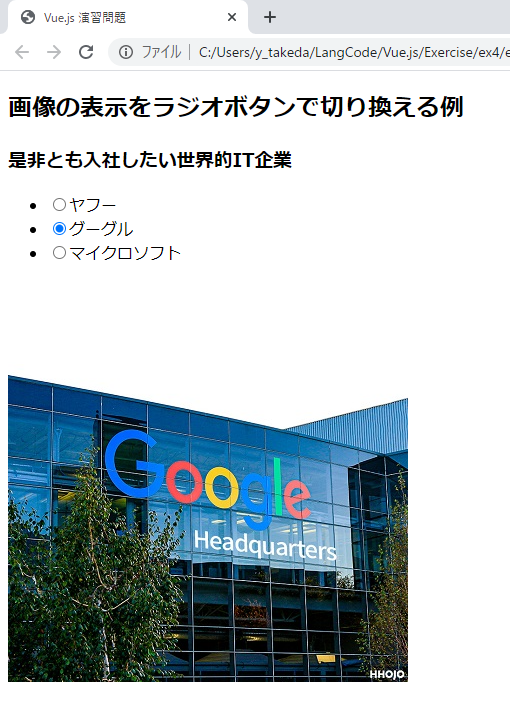 Vue.js 演習問題
ファイル | C:/Users/y_takeda/LangCode/Vue.js/Exercise/ex4/e
画像の表示をラジオボタンで切り換える例
是非とも入社したい世界的IT企業
ヤフー
グーグル
マイクロソフト
Google
Headquarters
HHOJO